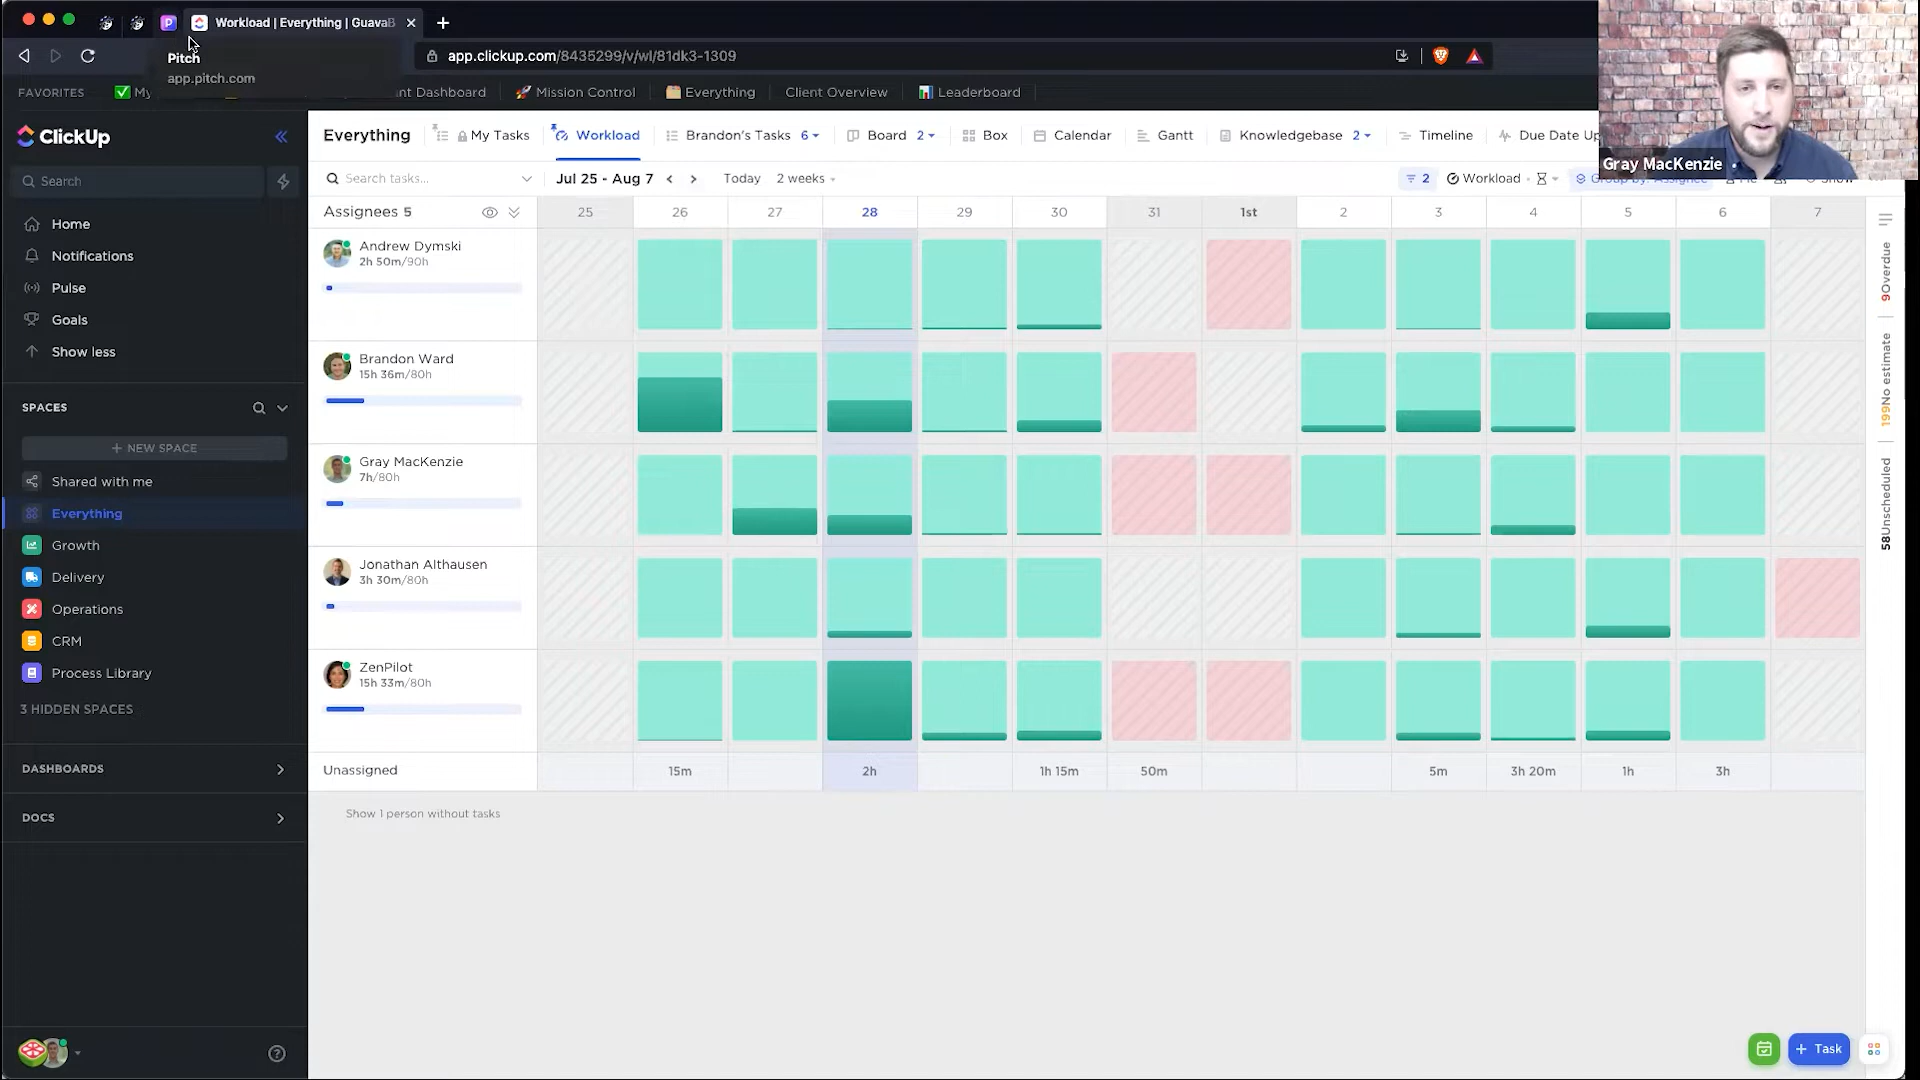 Workload | Everything | GuavaB
Pitch
app.pitch.com
app.clickup.com/8435299/v/wl/81dk3-1309
FAVORITES
My
nt Dashboard
Mission Control
Everything
Client Overview
Leaderboard
Gray MacKenzie
ClickUp
Search
Home
Notifications
Pulse
Goals
Show less
SPACES
+ NEW SPACE
Shared with me
Everything
Growth
Delivery
Operations
CRM
Process Library
3 HIDDEN SPACES
DASHBOARDS
DOCS
Everything
My Tasks
Workload
Brandon's Tasks 6
Board 2
Box
Calendar
Gantt
Knowledgebase 2
Timeline
Due Date Up
Search tasks...
Jul 25 - Aug 7
Today
2 weeks
2
Workload
Group by: Assignee
Me
Show
Assignees 5
25 26 27 28 29 30 31 1st 2 3 4 5 6 7
Andrew Dymski
2h 50m/90h
Brandon Ward
15h 36m/80h
Gray MacKenzie
7h/80h
Jonathan Althausen
3h 30m/80h
ZenPilot
15h 33m/80h
Unassigned 15m 2h 1h 15m 50m 5m 3h 20m 1h 3h
Show 1 person without tasks
9 Overdue
199 No estimate
58 Unscheduled
+ Task